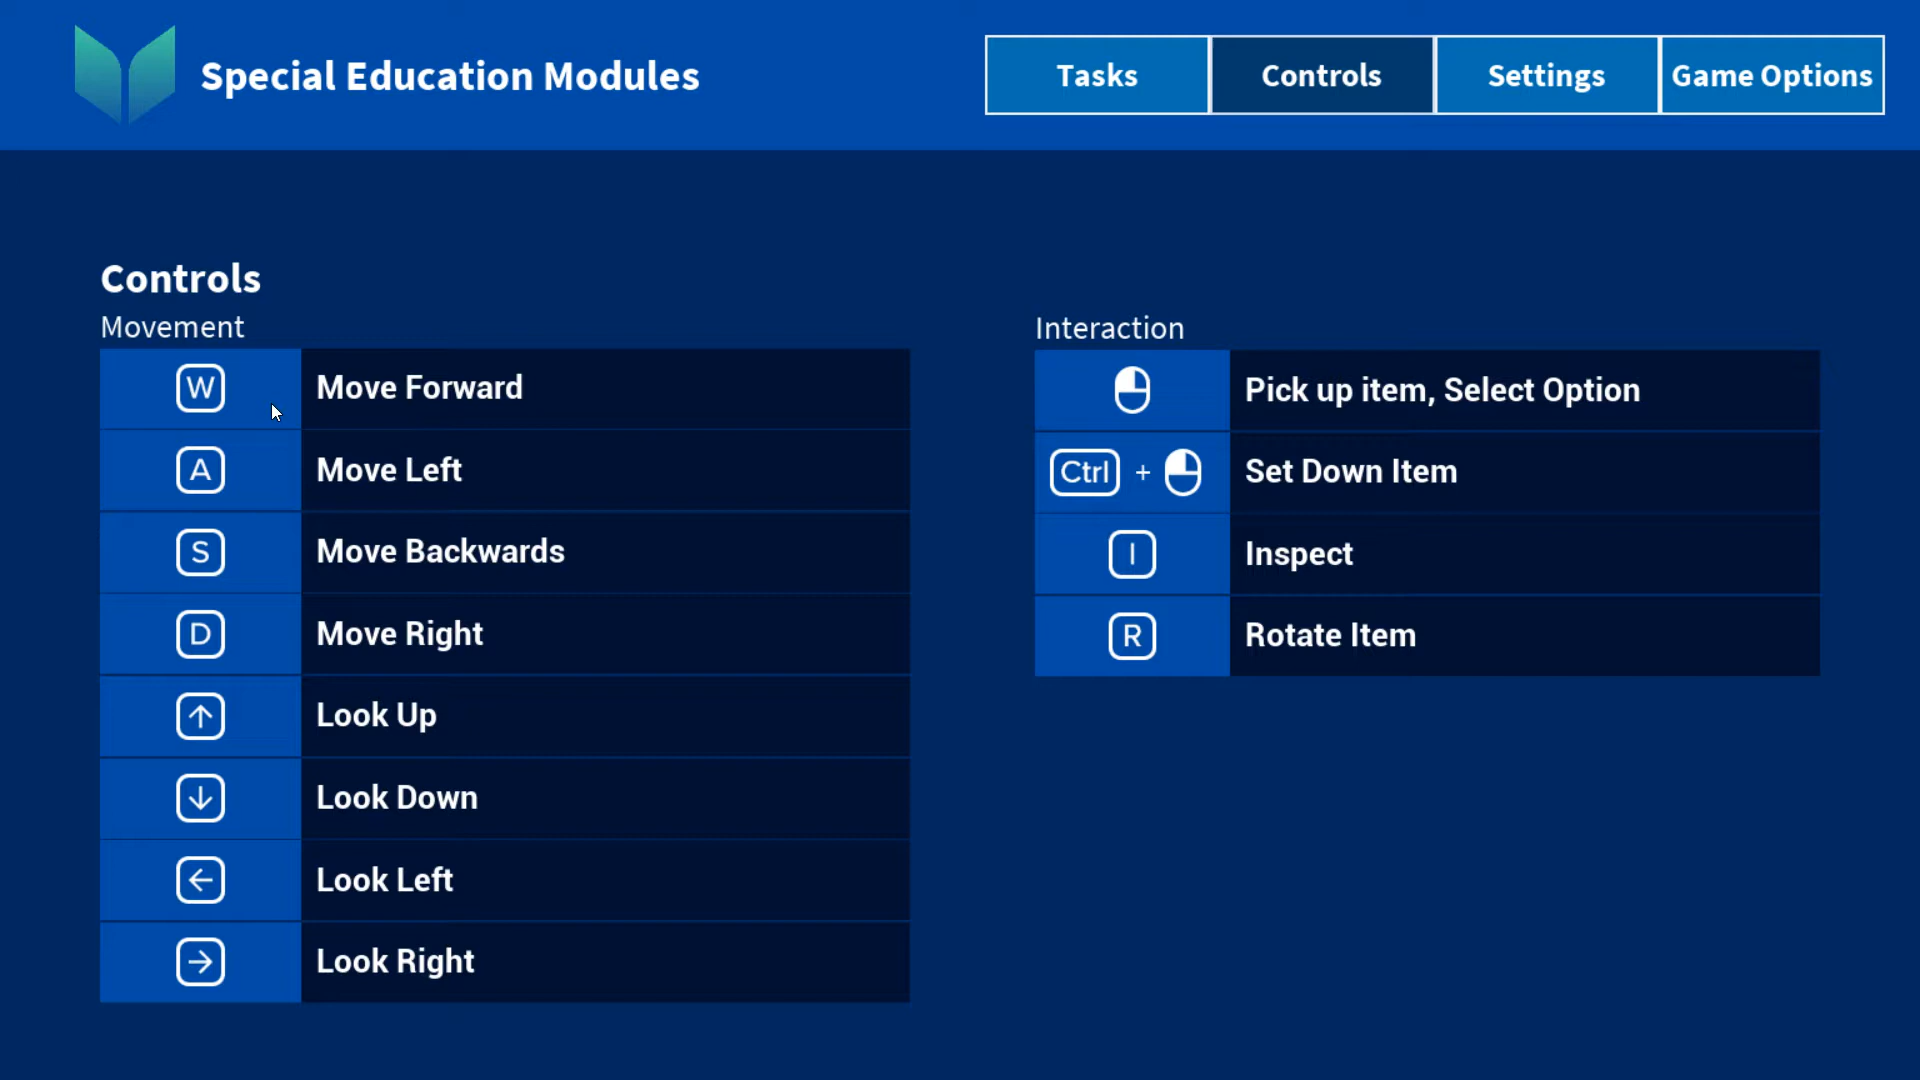 Special Education Modules
Tasks
Controls
Settings
Game Options
Controls
Movement
W Move Forward
A Move Left
S Move Backwards
D Move Right
↑ Look Up
↓ Look Down
← Look Left
→ Look Right
Interaction
Pick up item, Select Option
Ctrl + Set Down Item
I Inspect
R Rotate Item